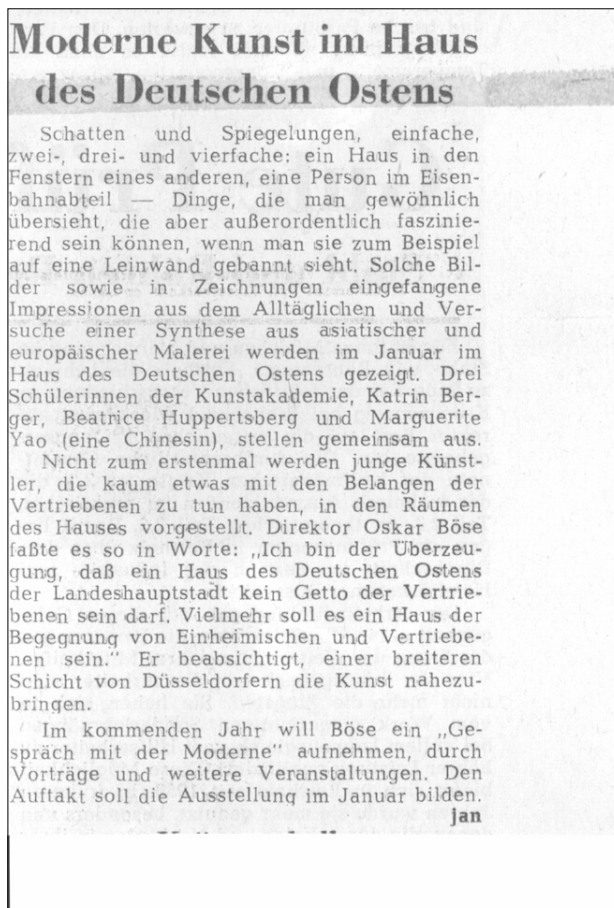 Moderne Kunst im Haus
des Deutschen Ostens
Schatten und Spiegelungen, einfache,
zwei-, drei- und vierfache: ein Haus in den
Fenstern eines anderen, eine Person im Eisen-
bahnabteil — Dinge, die man gewöhnlich
übersieht, die aber außerordentlich faszinie-
rend sein können, wenn man sie zum Beispiel
auf eine Leinwand gebannt sieht. Solche Bil-
der sowie in Zeichnungen eingefangene
Impressionen aus dem Alltäglichen und Ver-
suche einer Synthese aus asiatischer und
europäischer Malerei werden im Januar im
Haus des Deutschen Ostens gezeigt. Drei
Schülerinnen der Kunstakademie, Katrin Ber-
ger, Beatrice Huppertsberg und Marguerite
Yao (eine Chinesin), stellen gemeinsam aus.
Nicht zum erstenmal werden junge Künst-
ler, die kaum etwas mit den Belangen der
Vertriebenen zu tun haben, in den Räumen
des Hauses vorgestellt. Direktor Oskar Böse
faßte es so in Worte: „Ich bin der Überzeu-
gung, daß ein Haus des Deutschen Ostens
der Landeshauptstadt kein Getto der Vertrie-
benen sein darf. Vielmehr soll es ein Haus der
Begegnung von Einheimischen und Vertriebe-
nen sein.“ Er beabsichtigt, einer breiteren
Schicht von Düsseldorfern die Kunst nahezu-
bringen.
Im kommenden Jahr will Böse ein „Ge-
spräch mit der Moderne“ aufnehmen, durch
Vorträge und weitere Veranstaltungen. Den
Auftakt soll die Ausstellung im Januar bilden.
jan